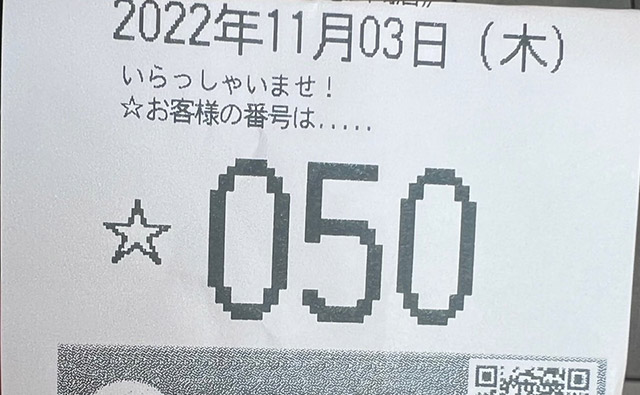 2022年11月03日（木）
いらっしゃいませ！
☆お客様の番号は.....
☆050